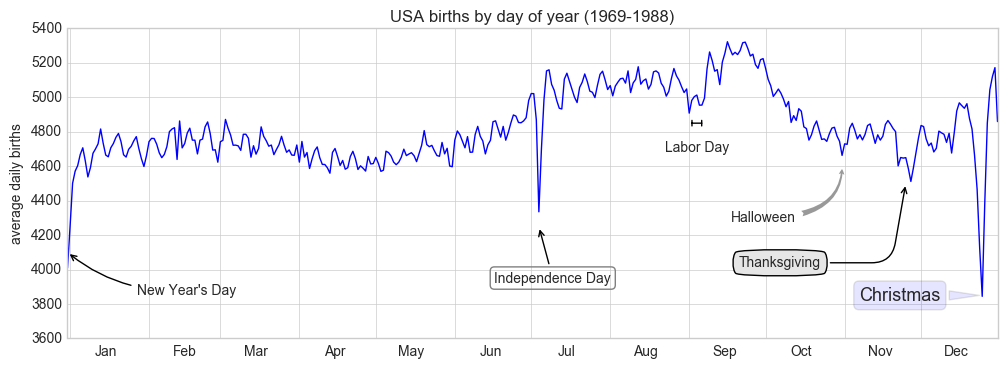 USA births by day of year (1969-1988)
average daily births
5400
5200
5000
4800
4600
4400
4200
4000
3800
3600
Labor Day
Halloween
Thanksgiving
Independence Day
New Year's Day
Christmas
Jan Feb Mar Apr May Jun Jul Aug Sep Oct Nov Dec